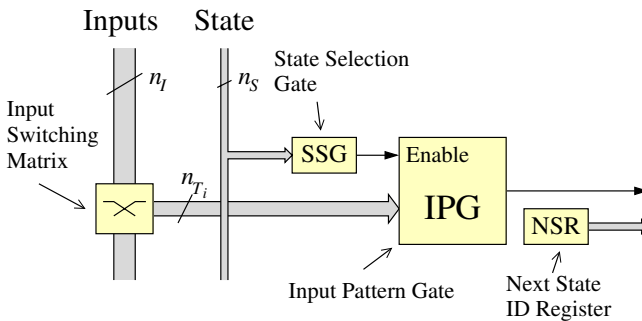 Inputs
State
n_I
n_S
State Selection
Gate
Input
Switching
Matrix
SSG
Enable
n_{T_i}
IPG
NSR
Input Pattern Gate
Next State
ID Register